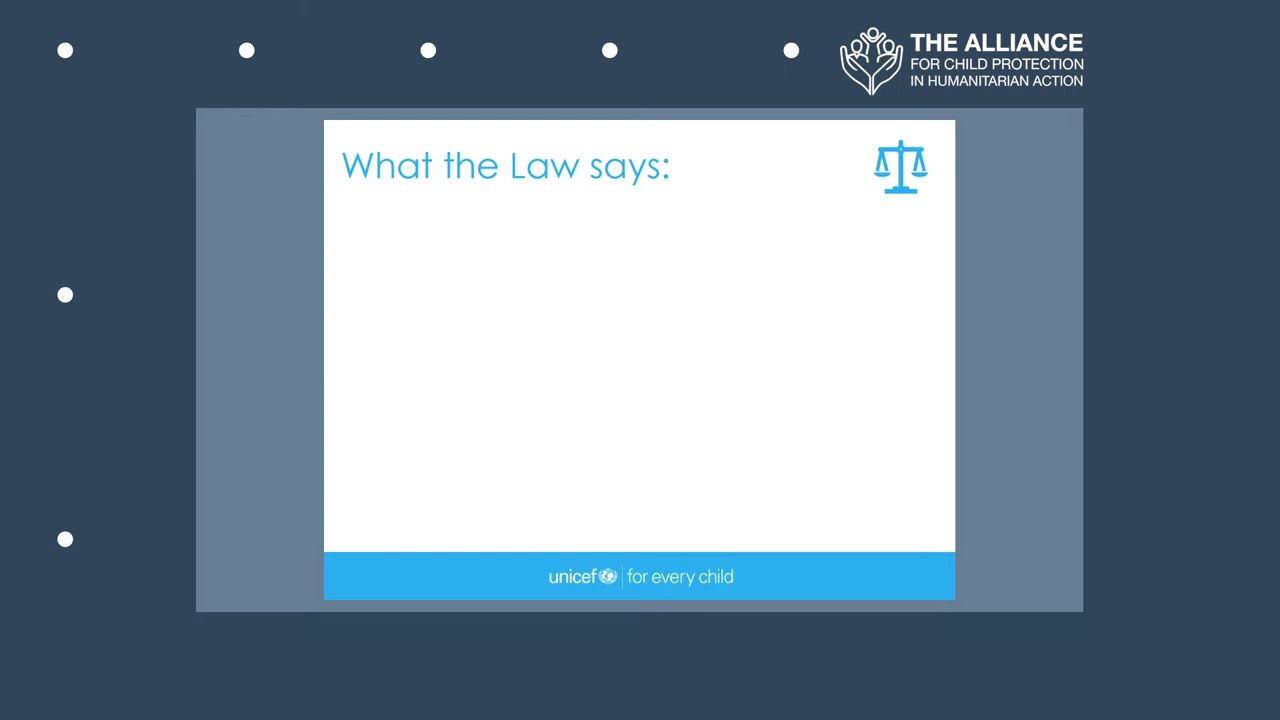 THE ALLIANCE
FOR CHILD PROTECTION
IN HUMANITARIAN ACTION
What the Law says:
unicef for every child